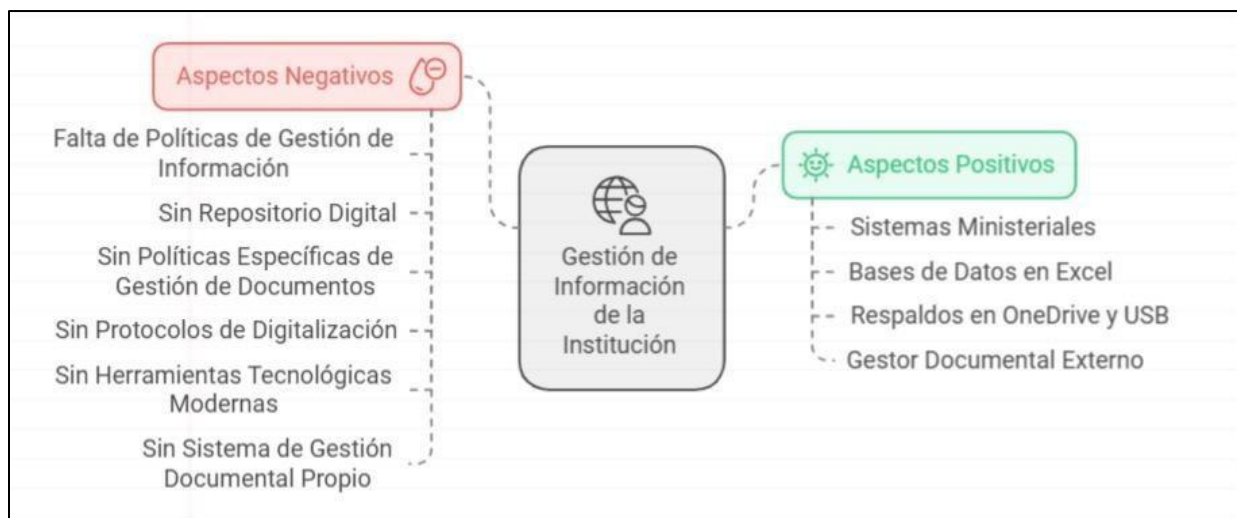 Aspectos Negativos
Falta de Políticas de Gestión de
Información
Sin Repositorio Digital
Sin Políticas Específicas de
Gestión de Documentos
Sin Protocolos de Digitalización
Sin Herramientas Tecnológicas
Modernas
Sin Sistema de Gestión
Documental Propio
Gestión de
Información
de la
Institución
Aspectos Positivos
Sistemas Ministeriales
Bases de Datos en Excel
Respaldos en OneDrive y USB
Gestor Documental Externo